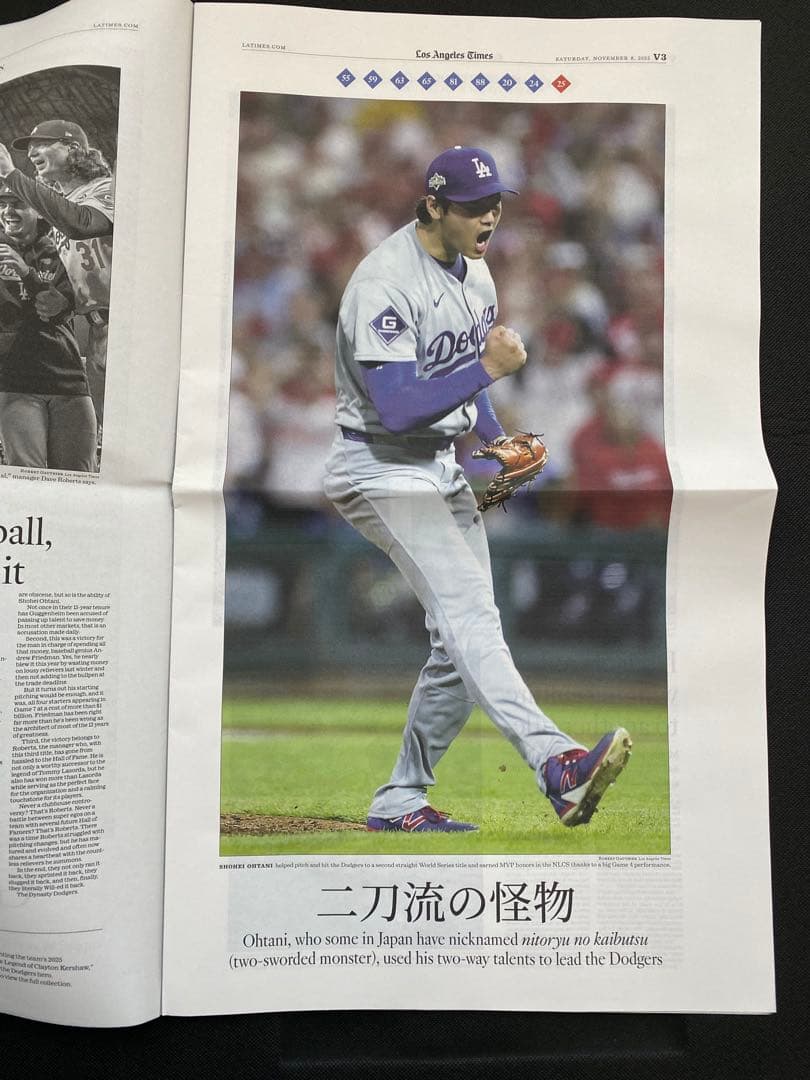 LATIMES.COM
31
ROBERT GAUTHIER Los Angeles Times
manager Dave Roberts says.
ball,
it
are obscene, but so is the ability of
Shohei Ohtani.
Not once in their 13-year tenure
has Guggenheim been accused of
passing up talent to save money.
In most other markets, that is an
accusation made daily.
Second, this was a victory for
the man in charge of spending all
that money, baseball genius An-
drew Friedman. Yes, he nearly
blew it this year by wasting money
on lousy relievers last winter and
then not adding to the bullpen at
the trade deadline.
But it turns out his starting
pitching would be enough, and it
was, all four starters appearing in
Game 7 at a cost of more than $1
billion. Friedman has been right
far more than he's been wrong as
the architect of most of the 13 years
of greatness.
Third, the victory belongs to
Roberts, the manager who, with
this third title, has gone from
hassled to the Hall of Fame. He is
not only a worthy successor to the
legend of Tommy Lasorda, but he
also has won more than Lasorda
while serving as the perfect face
for the organization and a calming
touchstone for its players.
Never a clubhouse contro-
versy? That's Roberts. Never a
battle between super egos on a
team with several future Hall of
Famers? That's Roberts. There
was a time Roberts struggled with
pitching changes, but he has ma-
tured and evolved and often now
shares a heartbeat with the count-
less relievers he summons.
In the end, they not only ran it
back, they sprinted it back, they
slugged it back, and then, finally,
they literally Will-ed it back.
The Dynasty Dodgers.
the team's 2025
Legend of Clayton Kershaw,"
the Dodgers hero.
view the full collection.
LATIMES.COM
Los Angeles Times
SATURDAY, NOVEMBER 8, 2025 V3
55 59 63 65 81 88 20 24 25
LA
G
Dodgers
ROBERT GAUTHIER Los Angeles Times
SHOHEI OHTANI helped pitch and hit the Dodgers to a second straight World Series title and earned MVP honors in the NLCS thanks to a big Game 4 performance.
二刀流の怪物
Ohtani, who some in Japan have nicknamed nitoryu no kaibutsu
(two-sworded monster), used his two-way talents to lead the Dodgers